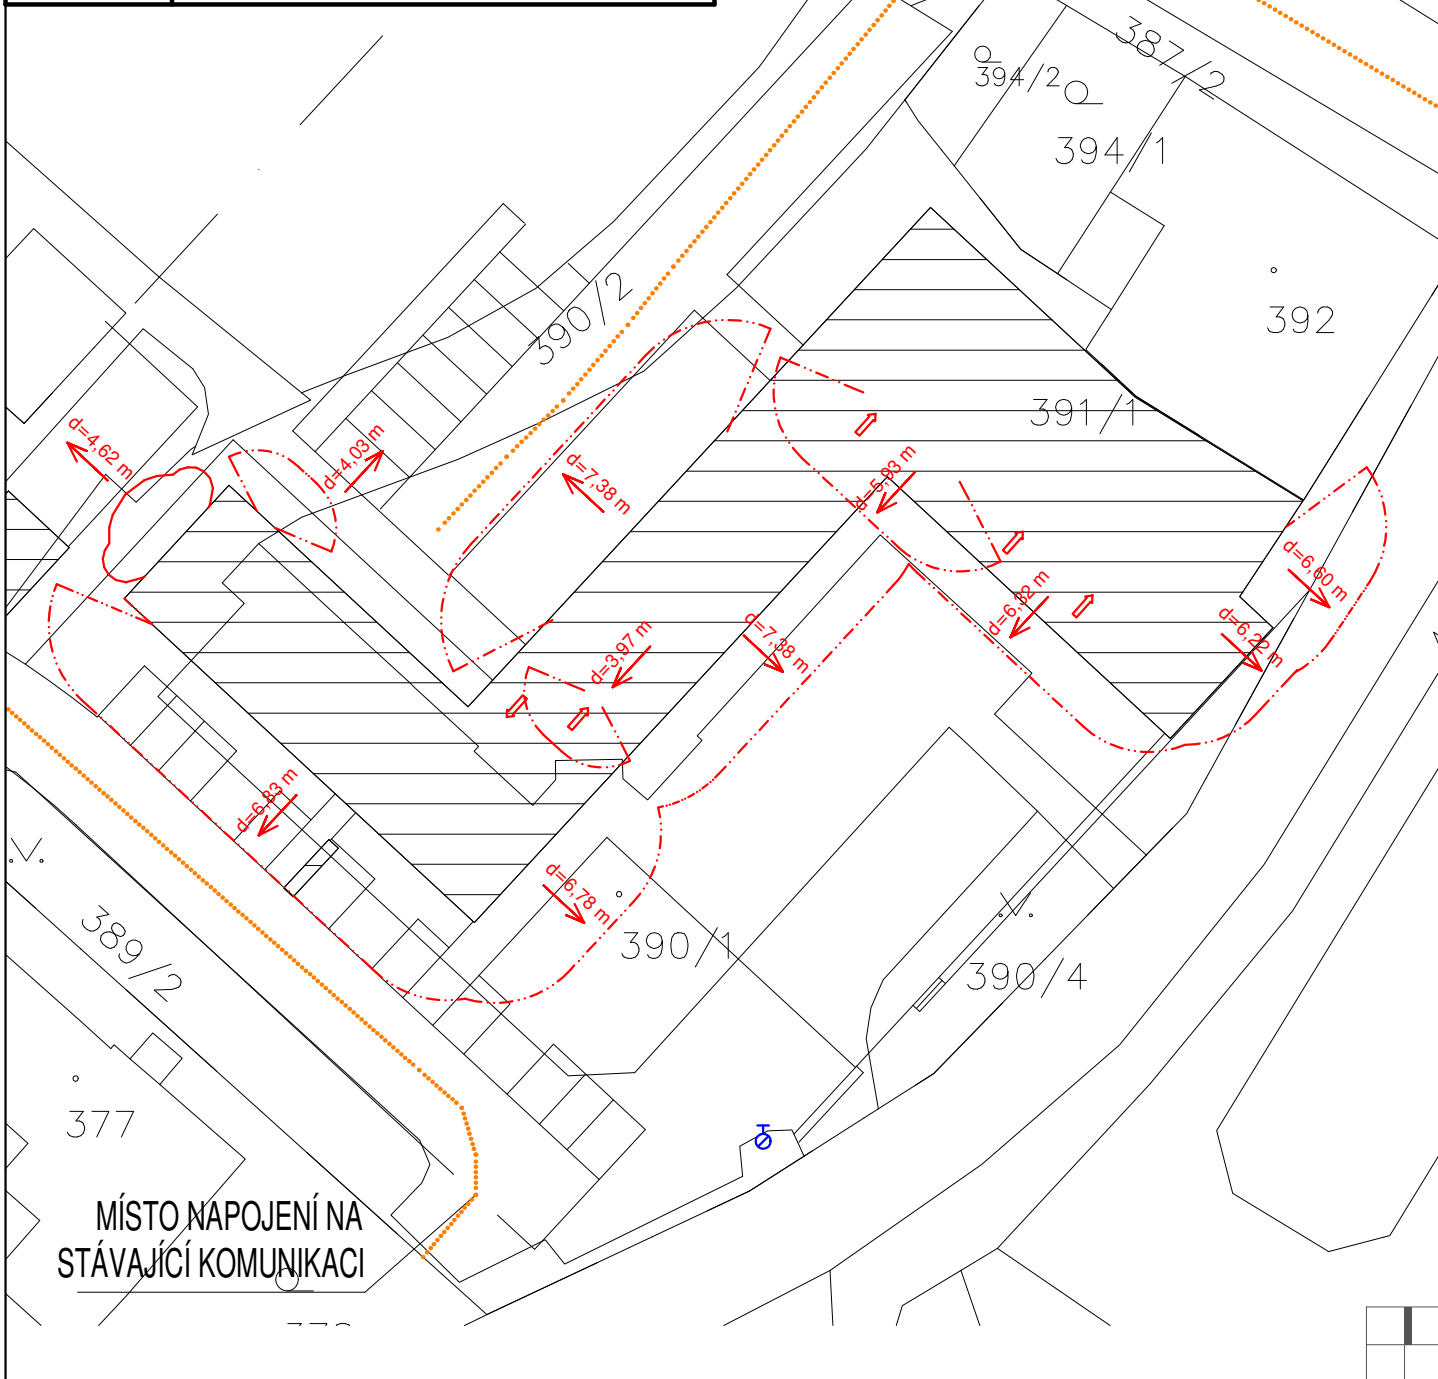 387/2
394/2
394/1
392
390/2
391/1
d=4,62 m
d=4,03 m
d=7,38 m
d=5,93 m
d=6,60 m
d=6,32 m
d=6,22 m
d=3,97 m
d=7,38 m
d=6,83 m
d=6,78 m
389/2
390/1
390/4
377
MÍSTO NAPOJENÍ NA
STÁVAJÍCÍ KOMUNIKACI